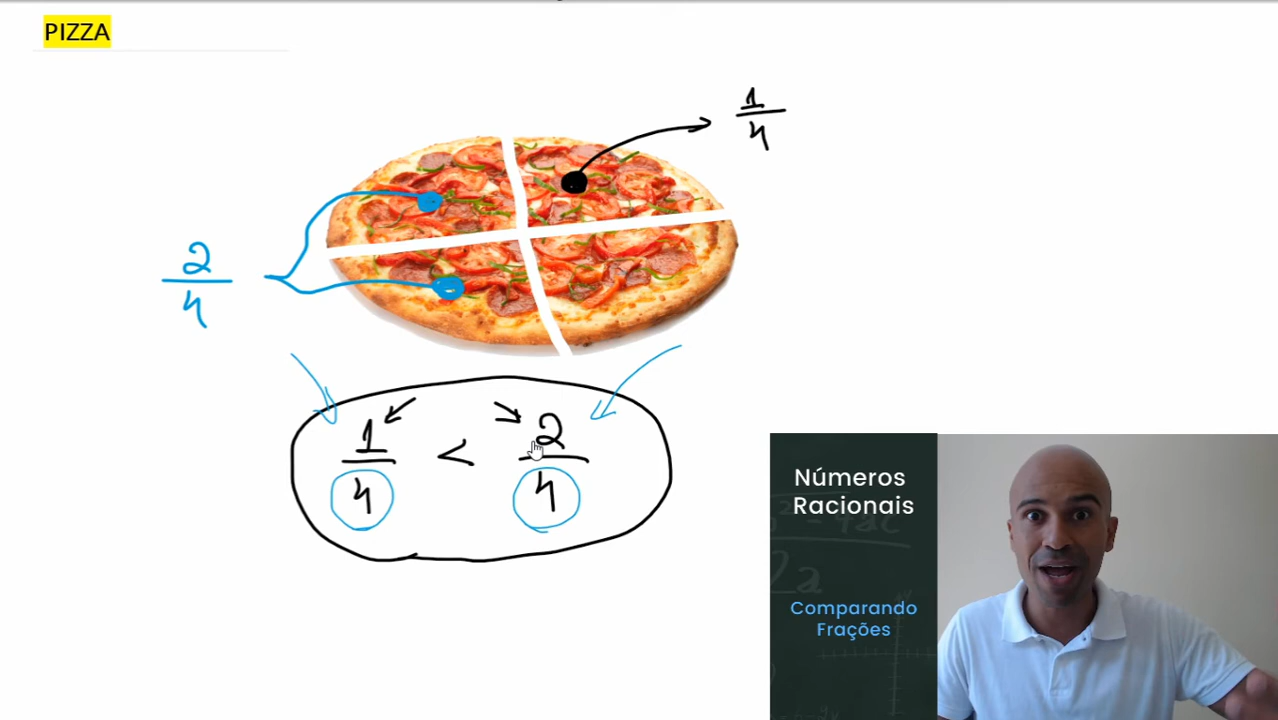 PIZZA
1/4
2/4
1/4 < 2/4
Números
Racionais
Comparando
Frações